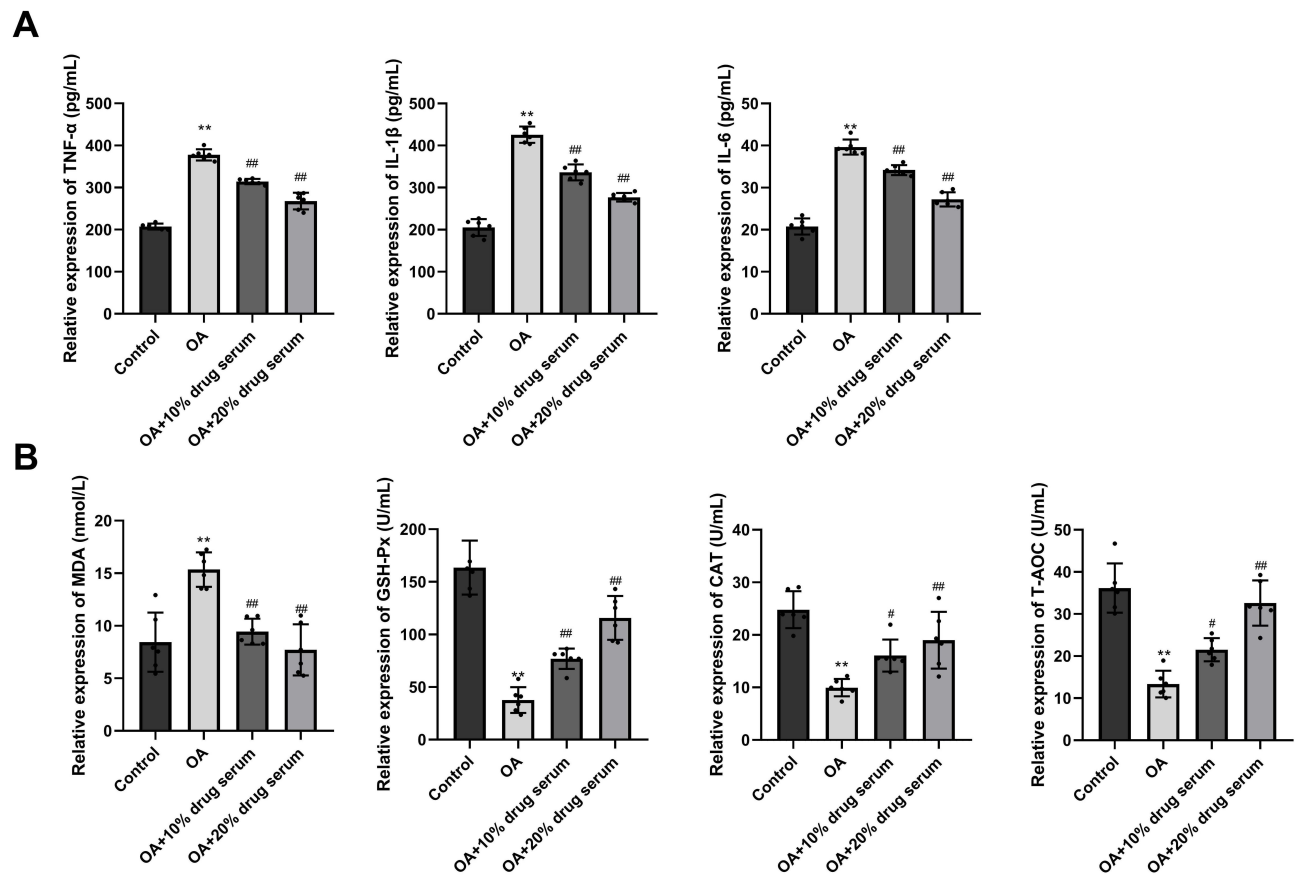 A
Relative expression of TNF-α (pg/mL)
500
400
300
200
100
0
**
##
##
Control
OA
OA+10% drug serum
OA+20% drug serum
Relative expression of IL-1β (pg/mL)
500
400
300
200
100
0
**
##
##
Control
OA
OA+10% drug serum
OA+20% drug serum
Relative expression of IL-6 (pg/mL)
50
40
30
20
10
0
**
##
##
Control
OA
OA+10% drug serum
OA+20% drug serum
B
Relative expression of MDA (nmol/L)
20
15
10
5
0
**
##
##
Control
OA
OA+10% drug serum
OA+20% drug serum
Relative expression of GSH-Px (U/mL)
200
150
100
50
0
**
##
##
Control
OA
OA+10% drug serum
OA+20% drug serum
Relative expression of CAT (U/mL)
40
30
20
10
0
**
#
##
Control
OA
OA+10% drug serum
OA+20% drug serum
Relative expression of T-AOC (U/mL)
50
40
30
20
10
0
**
#
##
Control
OA
OA+10% drug serum
OA+20% drug serum